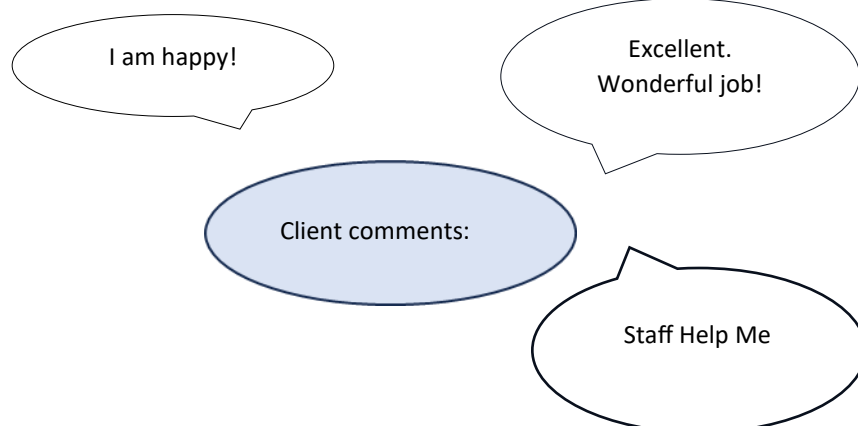 I am happy!
Excellent.
Wonderful job!
Client comments:
Staff Help Me